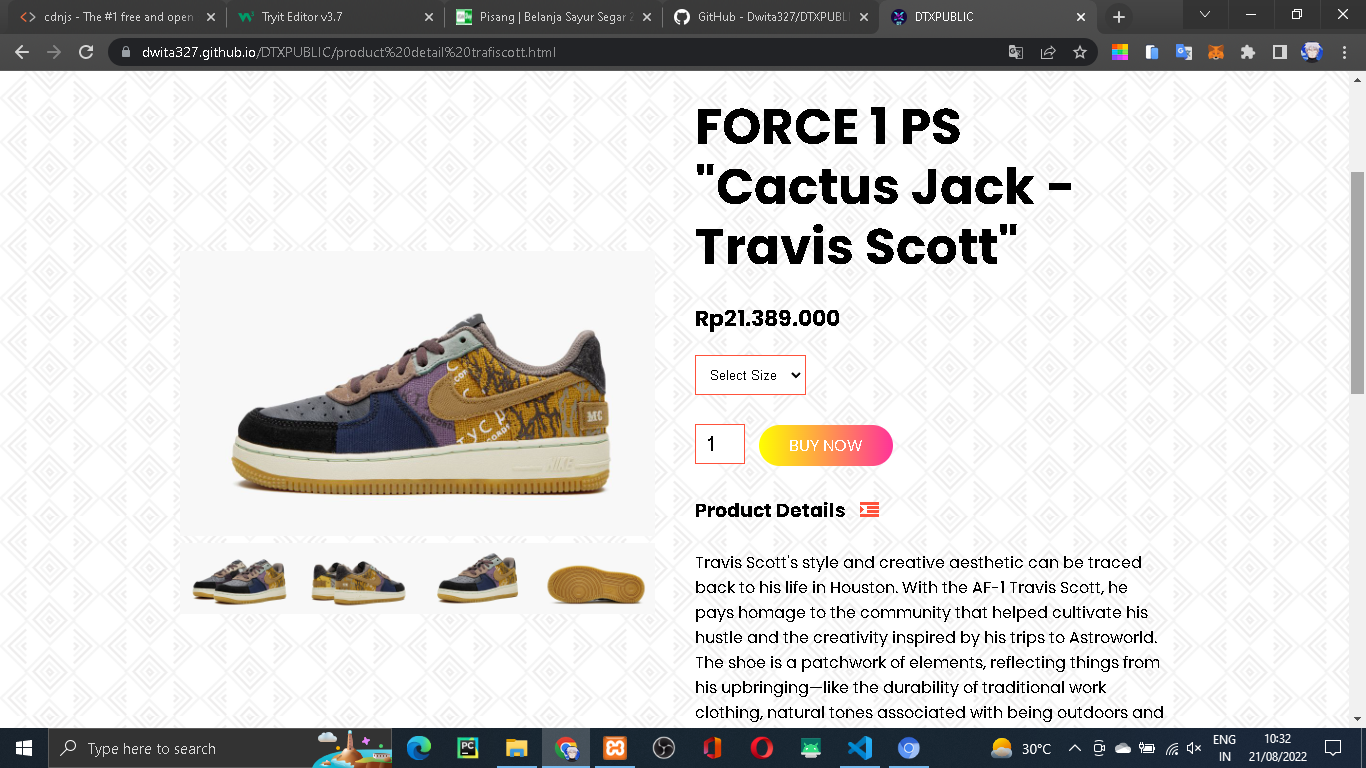 cdnjs - The #1 free and open
Tryit Editor v3.7
Pisang | Belanja Sayur Segar 2
GitHub - Dwita327/DTXPUBL
DTXPUBLIC
dwita327.github.io/DTXPUBLIC/product%20detail%20trafiscott.html
FORCE 1 PS
"Cactus Jack -
Travis Scott"
Rp21.389.000
Select Size
1
BUY NOW
Product Details
Travis Scott's style and creative aesthetic can be traced
back to his life in Houston. With the AF-1 Travis Scott, he
pays homage to the community that helped cultivate his
hustle and the creativity inspired by his trips to Astroworld.
The shoe is a patchwork of elements, reflecting things from
his upbringing—like the durability of traditional work
clothing, natural tones associated with being outdoors and
MC
NIKE
Type here to search
30°C
ENG
IN
10:32
21/08/2022